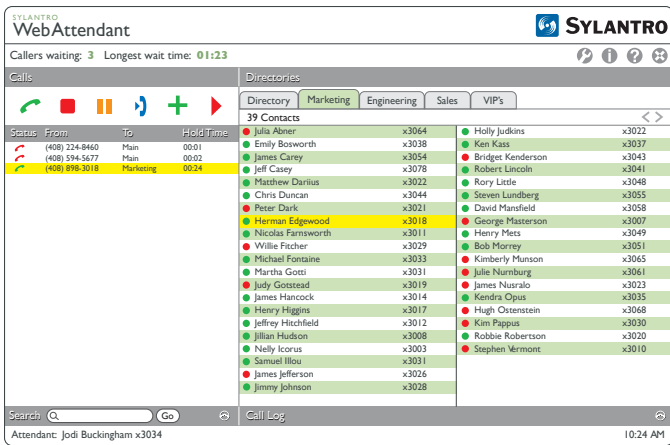 SYLANTRO
WebAttendant
SYLANTRO
Callers waiting: 3 Longest wait time: 01:23
Calls
Directories
Directory Marketing Engineering Sales VIP's
39 Contacts
Status From To Hold Time
(408) 224-8460 Main 00:01
(408) 594-5677 Main 00:02
(408) 898-3018 Marketing 00:24
Julia Abner x3064
Emily Bosworth x3038
James Carey x3054
Jeff Casey x3078
Matthew Dariius x3022
Chris Duncan x3044
Peter Dark x3021
Herman Edgewood x3018
Nicolas Farnsworth x3011
Willie Fitcher x3029
Michael Fontaine x3033
Martha Gotti x3031
Judy Gotstead x3019
James Hancock x3014
Henry Higgins x3017
Jeffrey Hitchfield x3012
Jillian Hudson x3008
Nelly Icorus x3003
Samuel Illou x3031
James Jefferson x3026
Jimmy Johnson x3028
Holly Judkins x3022
Ken Kass x3037
Bridget Kenderson x3043
Robert Lincoln x3041
Rory Little x3048
Steven Lundberg x3055
David Mansfield x3058
George Masterson x3007
Henry Mets x3049
Bob Morrey x3051
Kimberly Munson x3065
Julie Nurnburg x3061
James Nusralo x3023
Kendra Opus x3035
Hugh Ostenstein x3068
Kim Pappus x3030
Robbie Robertson x3020
Stephen Vermont x3010
Search Go
Call Log
Attendant: Jodi Buckingham x3034
10:24 AM